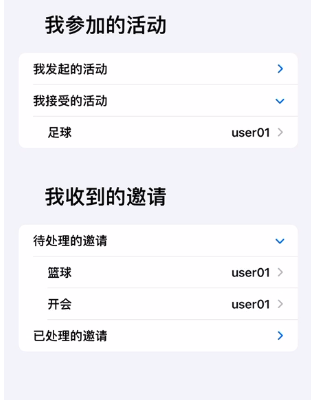 我参加的活动
我发起的活动
我接受的活动
足球 user01
我收到的邀请
待处理的邀请
篮球 user01
开会 user01
已处理的邀请